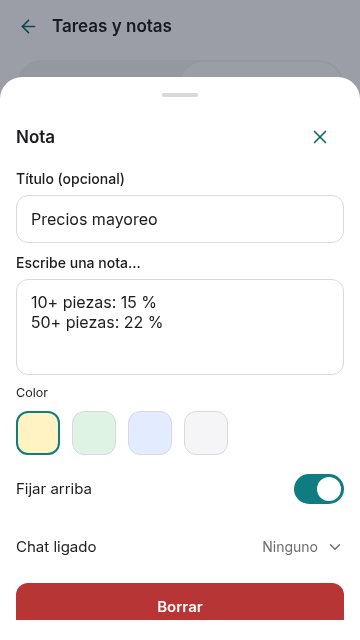 Tareas y notas
Nota
Título (opcional)
Precios mayoreo
Escribe una nota...
10+ piezas: 15 %
50+ piezas: 22 %
Color
Fijar arriba
Chat ligado
Ninguno
Borrar